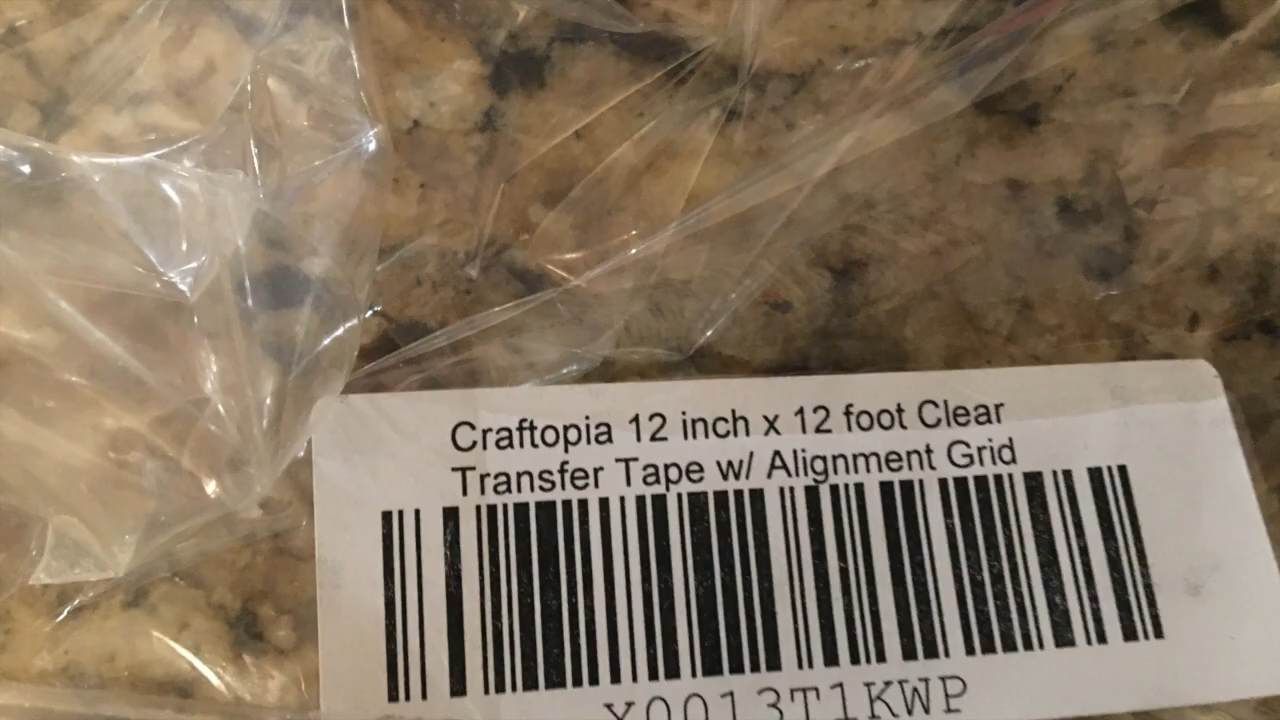 Craftopia 12 inch x 12 foot Clear
Transfer Tape w/ Alignment Grid
X0013T1KWP